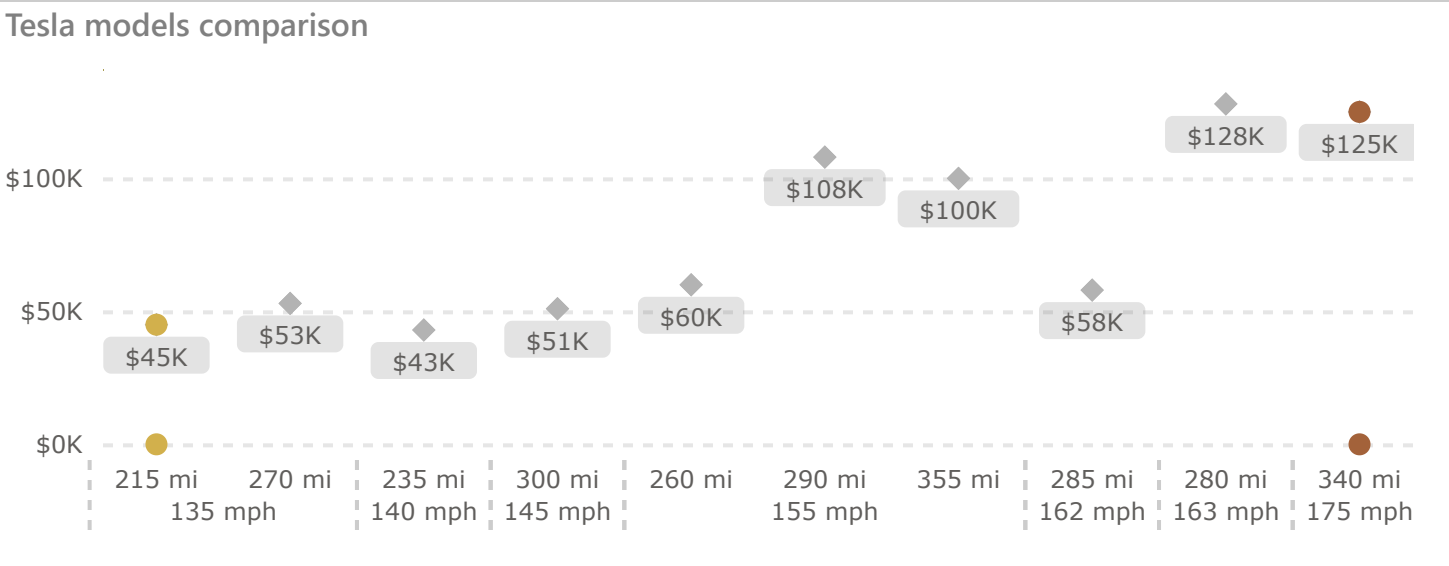 Tesla models comparison
$128K
$125K
$100K
$108K
$100K
$50K
$60K
$58K
$53K
$51K
$45K
$43K
$0K
215 mi 270 mi 235 mi 300 mi 260 mi 290 mi 355 mi 285 mi 280 mi 340 mi
135 mph 140 mph 145 mph 155 mph 162 mph 163 mph 175 mph